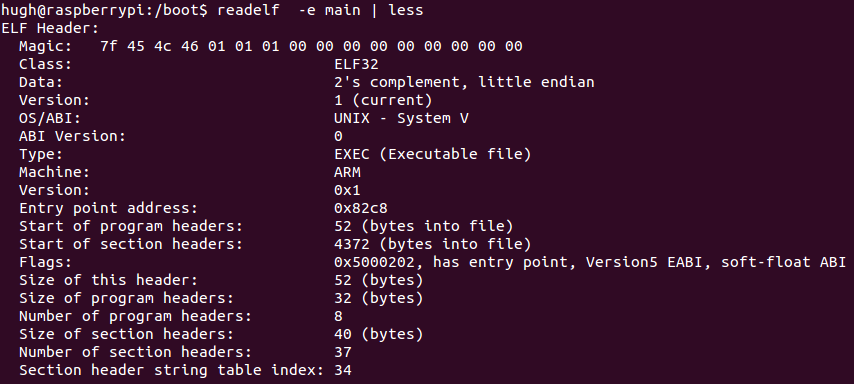 hugh@raspberrypi:/boot$ readelf  -e main | less
ELF Header:
  Magic:   7f 45 4c 46 01 01 01 00 00 00 00 00 00 00 00 00
  Class:                             ELF32
  Data:                              2's complement, little endian
  Version:                           1 (current)
  OS/ABI:                            UNIX - System V
  ABI Version:                       0
  Type:                              EXEC (Executable file)
  Machine:                           ARM
  Version:                           0x1
  Entry point address:               0x82c8
  Start of program headers:          52 (bytes into file)
  Start of section headers:          4372 (bytes into file)
  Flags:                             0x5000202, has entry point, Version5 EABI, soft-float ABI
  Size of this header:               52 (bytes)
  Size of program headers:           32 (bytes)
  Number of program headers:         8
  Size of section headers:           40 (bytes)
  Number of section headers:         37
  Section header string table index: 34